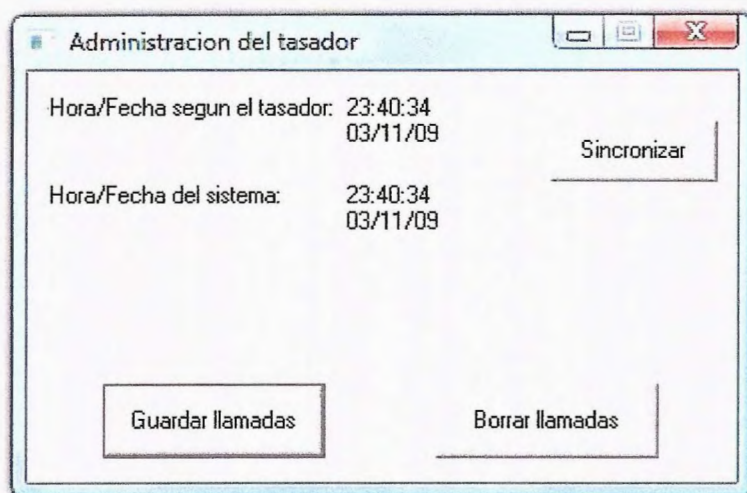 Administracion del tasador
Hora/Fecha segun el tasador: 23:40:34
03/11/09
Sincronizar
Hora/Fecha del sistema: 23:40:34
03/11/09
Guardar llamadas
Borrar llamadas